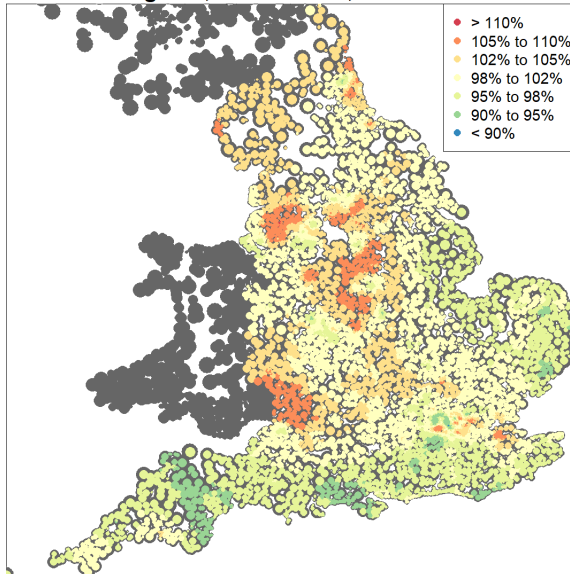 > 110%
105% to 110%
102% to 105%
98% to 102%
95% to 98%
90% to 95%
< 90%